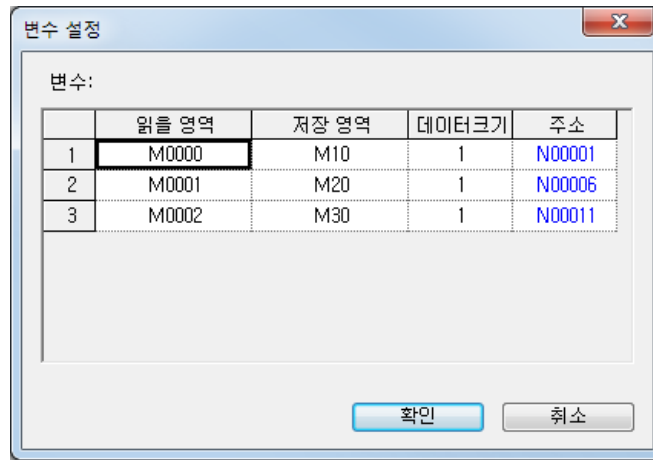 변수 설정
변수:
읽을 영역 저장 영역 데이터크기 주소
1 M0000 M10 1 N00001
2 M0001 M20 1 N00006
3 M0002 M30 1 N00011
확인 취소